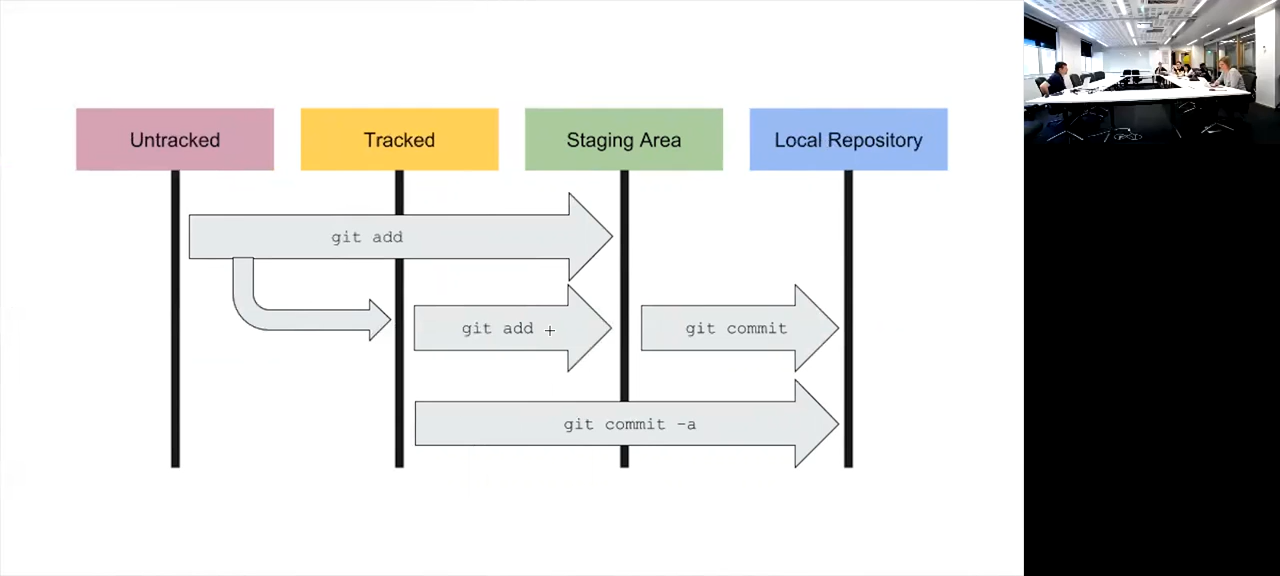 Untracked
Tracked
Staging Area
Local Repository
git add
git add
git commit
git commit -a